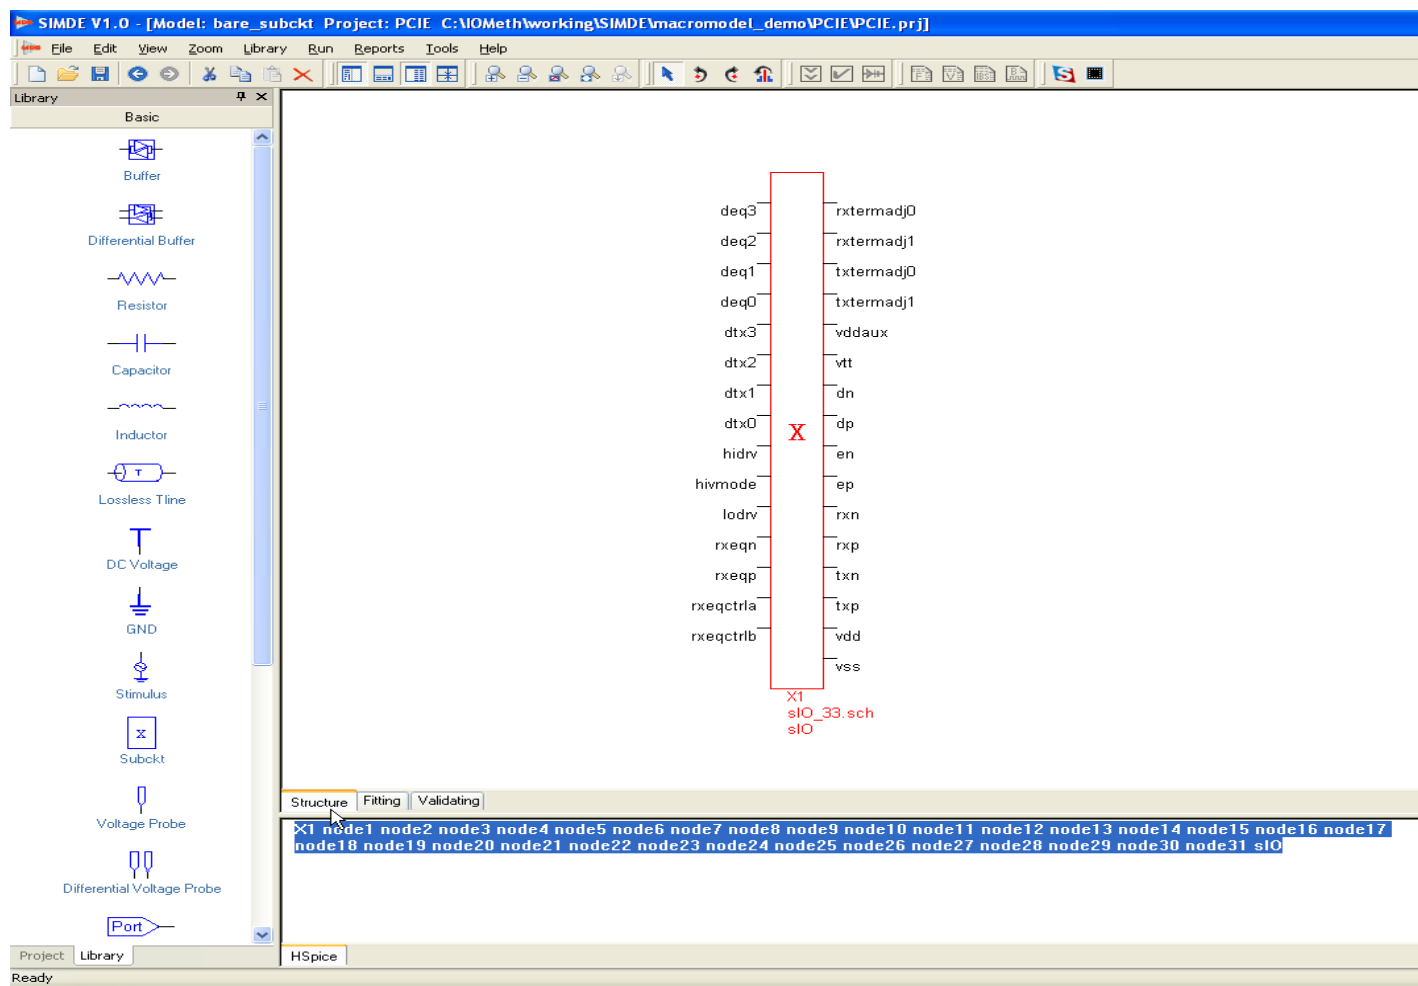 SIMDE V1.0 - [Model: bare_subckt  Project: PCIE  C:\IOMeth\working\SIMDE\macromodel_demo\PCIE\PCIE.prj]
File Edit View Zoom Library Run Reports Tools Help
Library
Basic
Buffer
Differential Buffer
Resistor
Capacitor
Inductor
T
Lossless Tline
DC Voltage
GND
Stimulus
X
Subckt
Voltage Probe
Differential Voltage Probe
Port
Project Library
Ready
deq3 rxtermadj0
deq2 rxtermadj1
deq1 txtermadj0
deq0 txtermadj1
dtx3 vddaux
dtx2 vtt
dtx1 dn
dtx0 X dp
hidrv en
hivmode ep
lodrv rxn
rxeqn rxp
rxeqp txn
rxeqctrla txp
rxeqctrlb vdd
vss
X1
sIO_33.sch
sIO
Structure Fitting Validating
X1 node1 node2 node3 node4 node5 node6 node7 node8 node9 node10 node11 node12 node13 node14 node15 node16 node17
node18 node19 node20 node21 node22 node23 node24 node25 node26 node27 node28 node29 node30 node31 sIO
HSpice